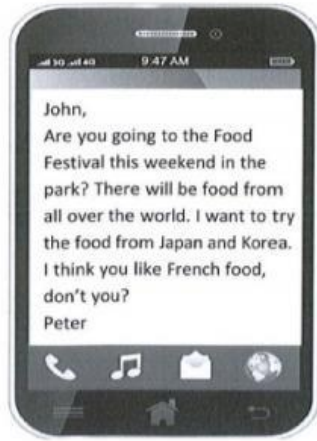 3G 4G 9:47 AM
John,
Are you going to the Food
Festival this weekend in the
park? There will be food from
all over the world. I want to try
the food from Japan and Korea.
I think you like French food,
don't you?
Peter